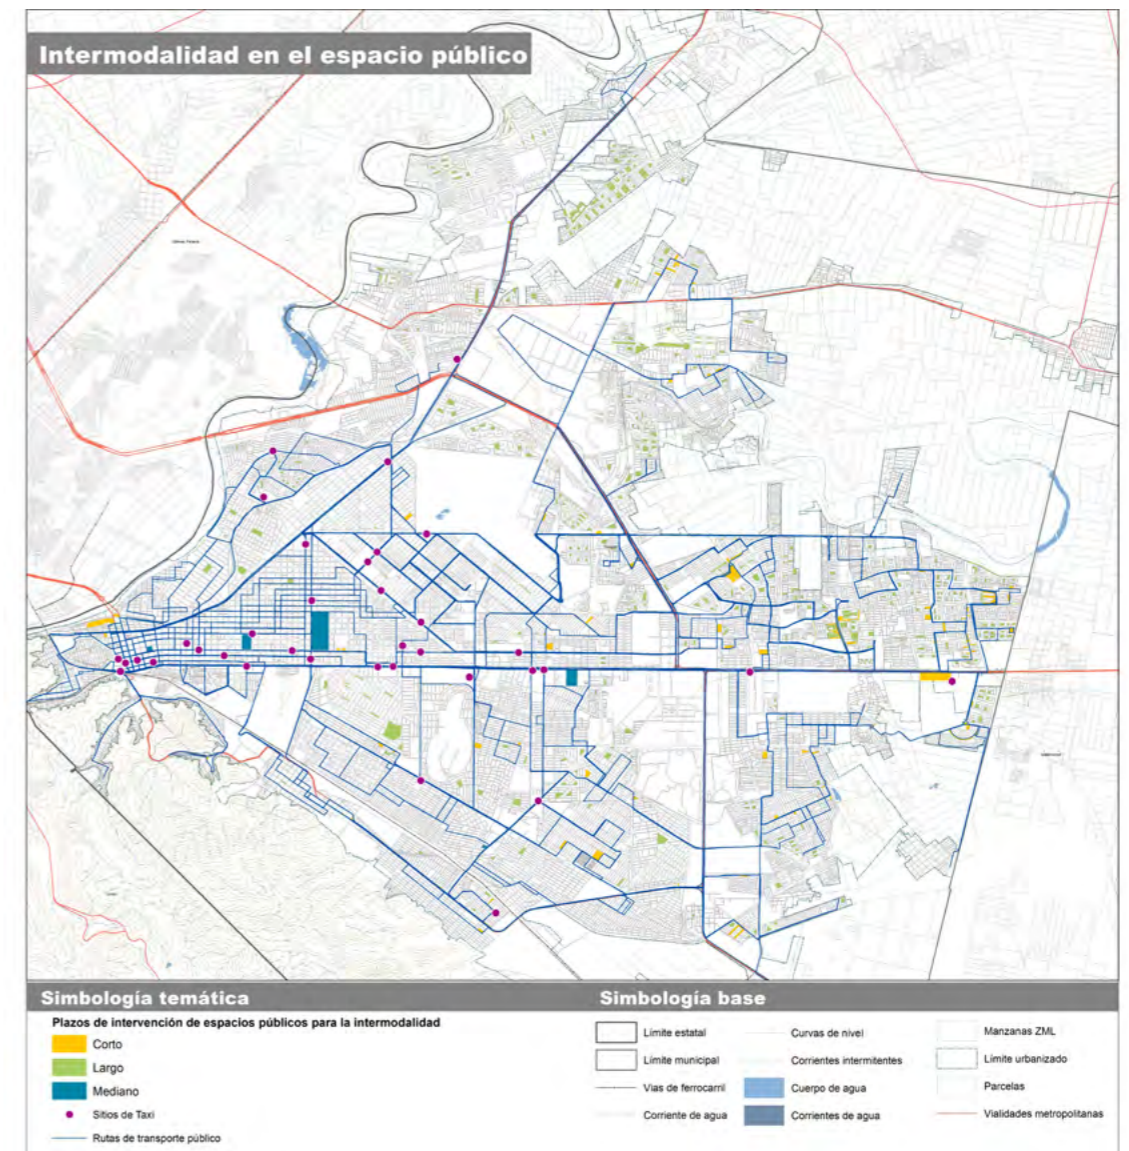 Intermodalidad en el espacio público
Simbología temática
Plazos de intervención de espacios públicos para la intermodalidad
Corto
Largo
Mediano
Sitios de Taxi
Rutas de transporte público
Simbología base
Limite estatal
Límite municipal
Vias de ferrocarril
Corriente de agua
Curvas de nivel
Corrientes intermitentes
Cuerpo de agua
Corrientes de agua
Manzanas ZML
Límite urbanizado
Parcelas
Vialidades metropolitanas